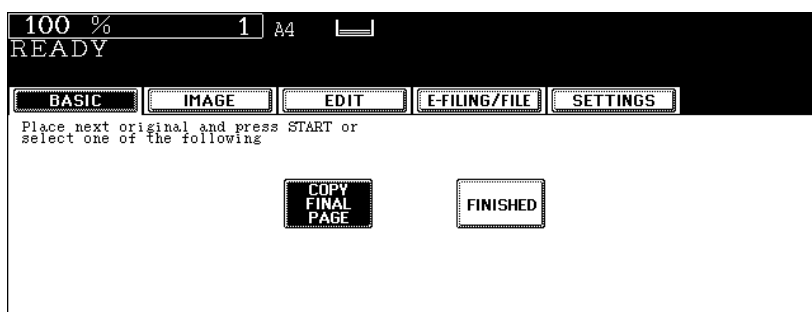 100 % 1 A4
READY
BASIC IMAGE EDIT E-FILING/FILE SETTINGS
Place next original and press START or
select one of the following
COPY
FINAL
PAGE
FINISHED